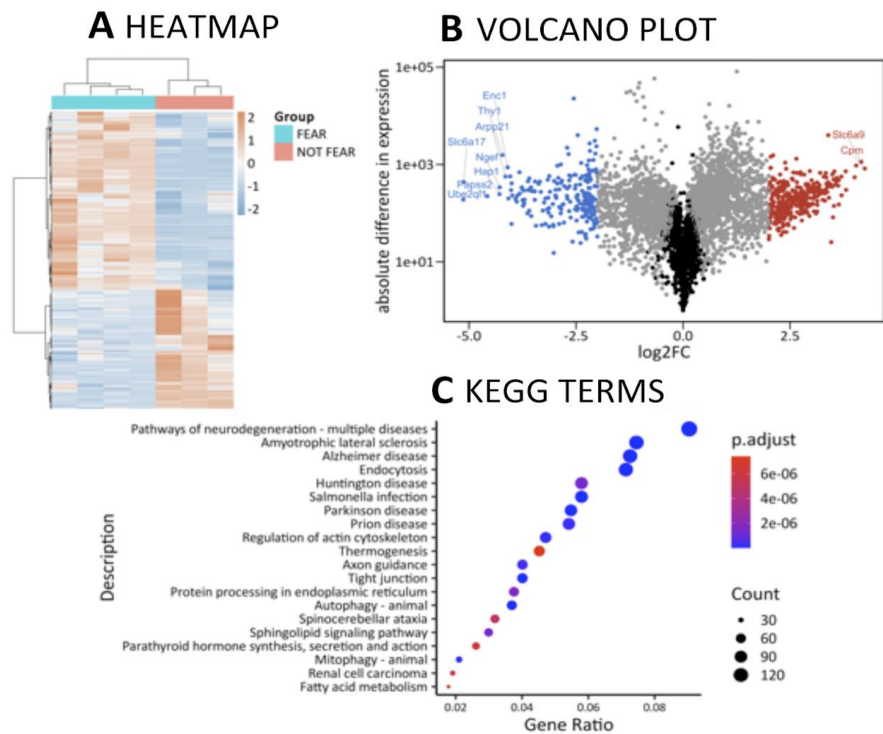 A HEATMAP
2
1
0
-1
-2
Group
FEAR
NOT FEAR
B VOLCANO PLOT
absolute difference in expression
1e+05
1e+03
1e+01
Enc1
Thy1
Arpp21
Slc6a17
Ngef
Hap1
Papss2
Ube2ql1
Slc6a9
Cpm
-5.0 -2.5 0.0 2.5
log2FC
C KEGG TERMS
Description
Pathways of neurodegeneration - multiple diseases
Amyotrophic lateral sclerosis
Alzheimer disease
Endocytosis
Huntington disease
Salmonella infection
Parkinson disease
Prion disease
Regulation of actin cytoskeleton
Thermogenesis
Axon guidance
Tight junction
Protein processing in endoplasmic reticulum
Autophagy - animal
Spinocerebellar ataxia
Sphingolipid signaling pathway
Parathyroid hormone synthesis, secretion and action
Mitophagy - animal
Renal cell carcinoma
Fatty acid metabolism
0.02 0.04 0.06 0.08
Gene Ratio
p.adjust
6e-06
4e-06
2e-06
Count
30
60
90
120